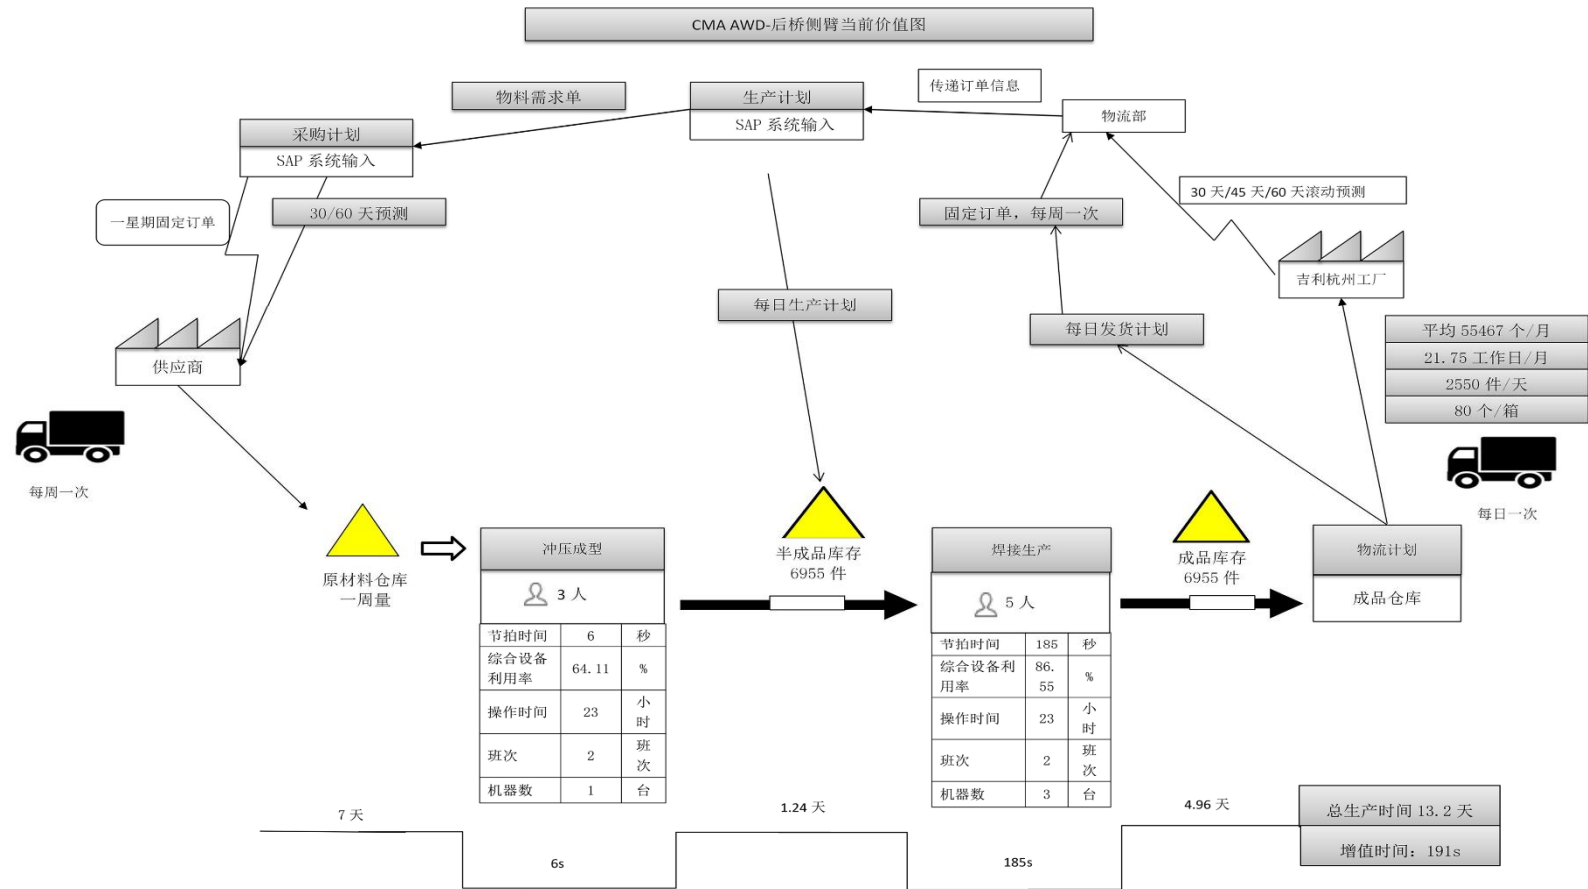 CMA AWD-后桥侧臂当前价值图
物料需求单
生产计划
SAP 系统输入
传递订单信息
物流部
采购计划
SAP 系统输入
一星期固定订单
30/60 天预测
固定订单，每周一次
30 天/45 天/60 天滚动预测
吉利杭州工厂
每日生产计划
每日发货计划
供应商
平均 55467 个/月
21.75 工作日/月
2550 件/天
80 个/箱
每周一次
每日一次
原材料仓库
一周量
冲压成型
3 人
节拍时间 6 秒
综合设备
利用率
64.11 %
操作时间 23 小
时
班次 2 班
次
机器数 1 台
半成品库存
6955 件
焊接生产
5 人
节拍时间 185 秒
综合设备利
用率
86.
55
%
操作时间 23 小
时
班次 2 班
次
机器数 3 台
成品库存
6955 件
物流计划
成品仓库
7 天
6s
1.24 天
185s
4.96 天
总生产时间 13.2 天
增值时间：191s